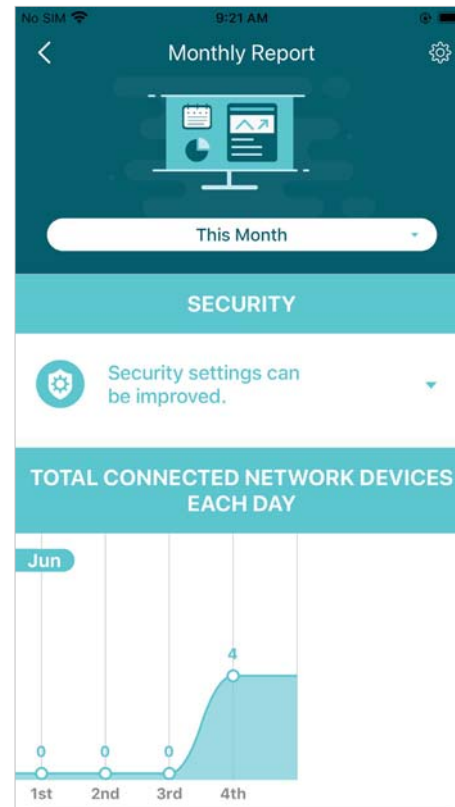 No SIM 9:21 AM
Monthly Report
This Month
SECURITY
Security settings can
be improved.
TOTAL CONNECTED NETWORK DEVICES
EACH DAY
Jun
4
0 0 0
1st 2nd 3rd 4th